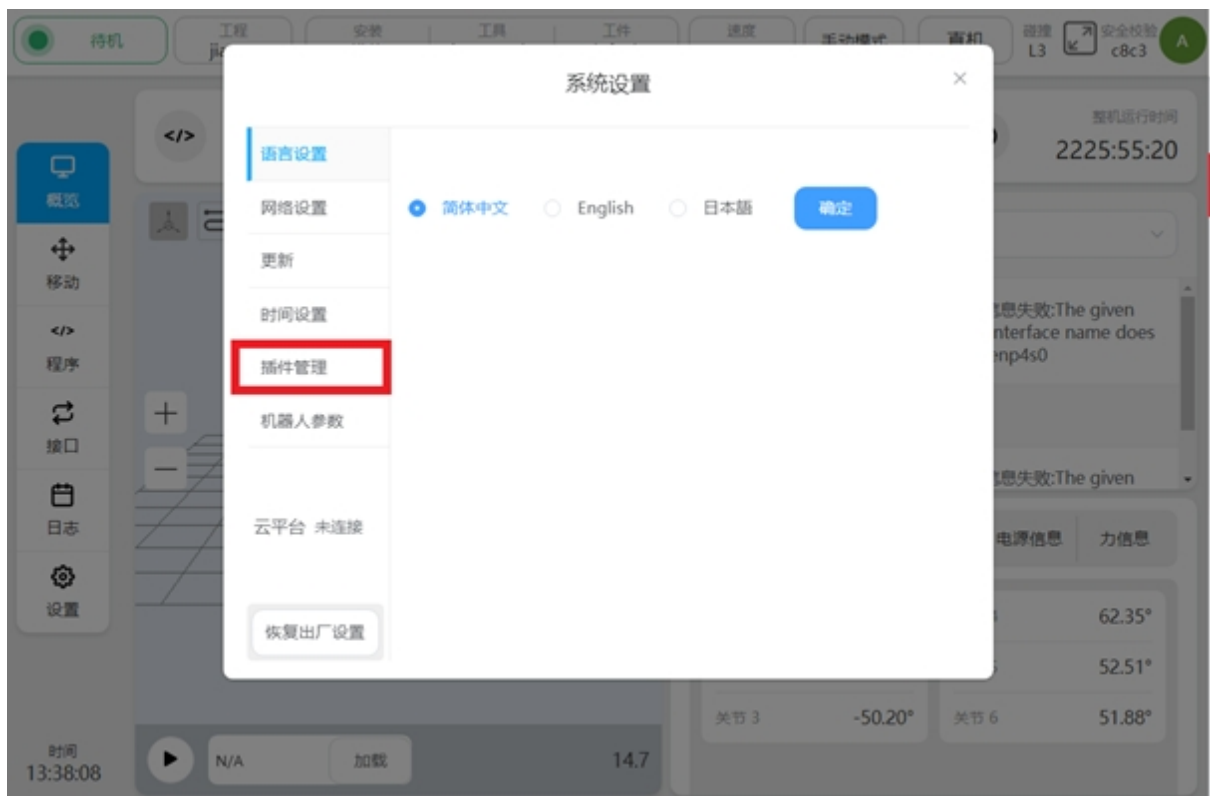 待机
工程
安装
工具
工件
速度
手动模式
真机
碰撞
L3
安全校验
c8c3
A
系统设置
×
</>
整机运行时间
2225:55:20
概览
移动
</>
程序
接口
日志
设置
语言设置
网络设置
更新
时间设置
插件管理
机器人参数
云平台 未连接
恢复出厂设置
简体中文
English
日本語
确定
息失败:The given
nterface name does
enp4s0
息失败:The given
电源信息
力信息
62.35°
52.51°
关节 3
-50.20°
关节 6
51.88°
时间
13:38:08
N/A
加载
14.7